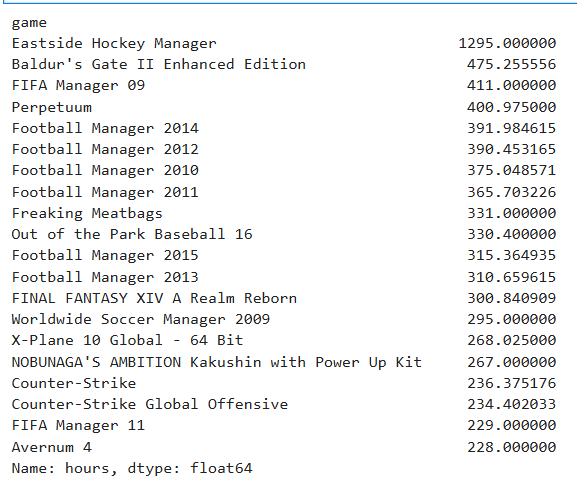 game
Eastside Hockey Manager 1295.000000
Baldur's Gate II Enhanced Edition 475.255556
FIFA Manager 09 411.000000
Perpetuum 400.975000
Football Manager 2014 391.984615
Football Manager 2012 390.453165
Football Manager 2010 375.048571
Football Manager 2011 365.703226
Freaking Meatbags 331.000000
Out of the Park Baseball 16 330.400000
Football Manager 2015 315.364935
Football Manager 2013 310.659615
FINAL FANTASY XIV A Realm Reborn 300.840909
Worldwide Soccer Manager 2009 295.000000
X-Plane 10 Global - 64 Bit 268.025000
NOBUNAGA'S AMBITION Kakushin with Power Up Kit 267.000000
Counter-Strike 236.375176
Counter-Strike Global Offensive 234.402033
FIFA Manager 11 229.000000
Avernum 4 228.000000
Name: hours, dtype: float64